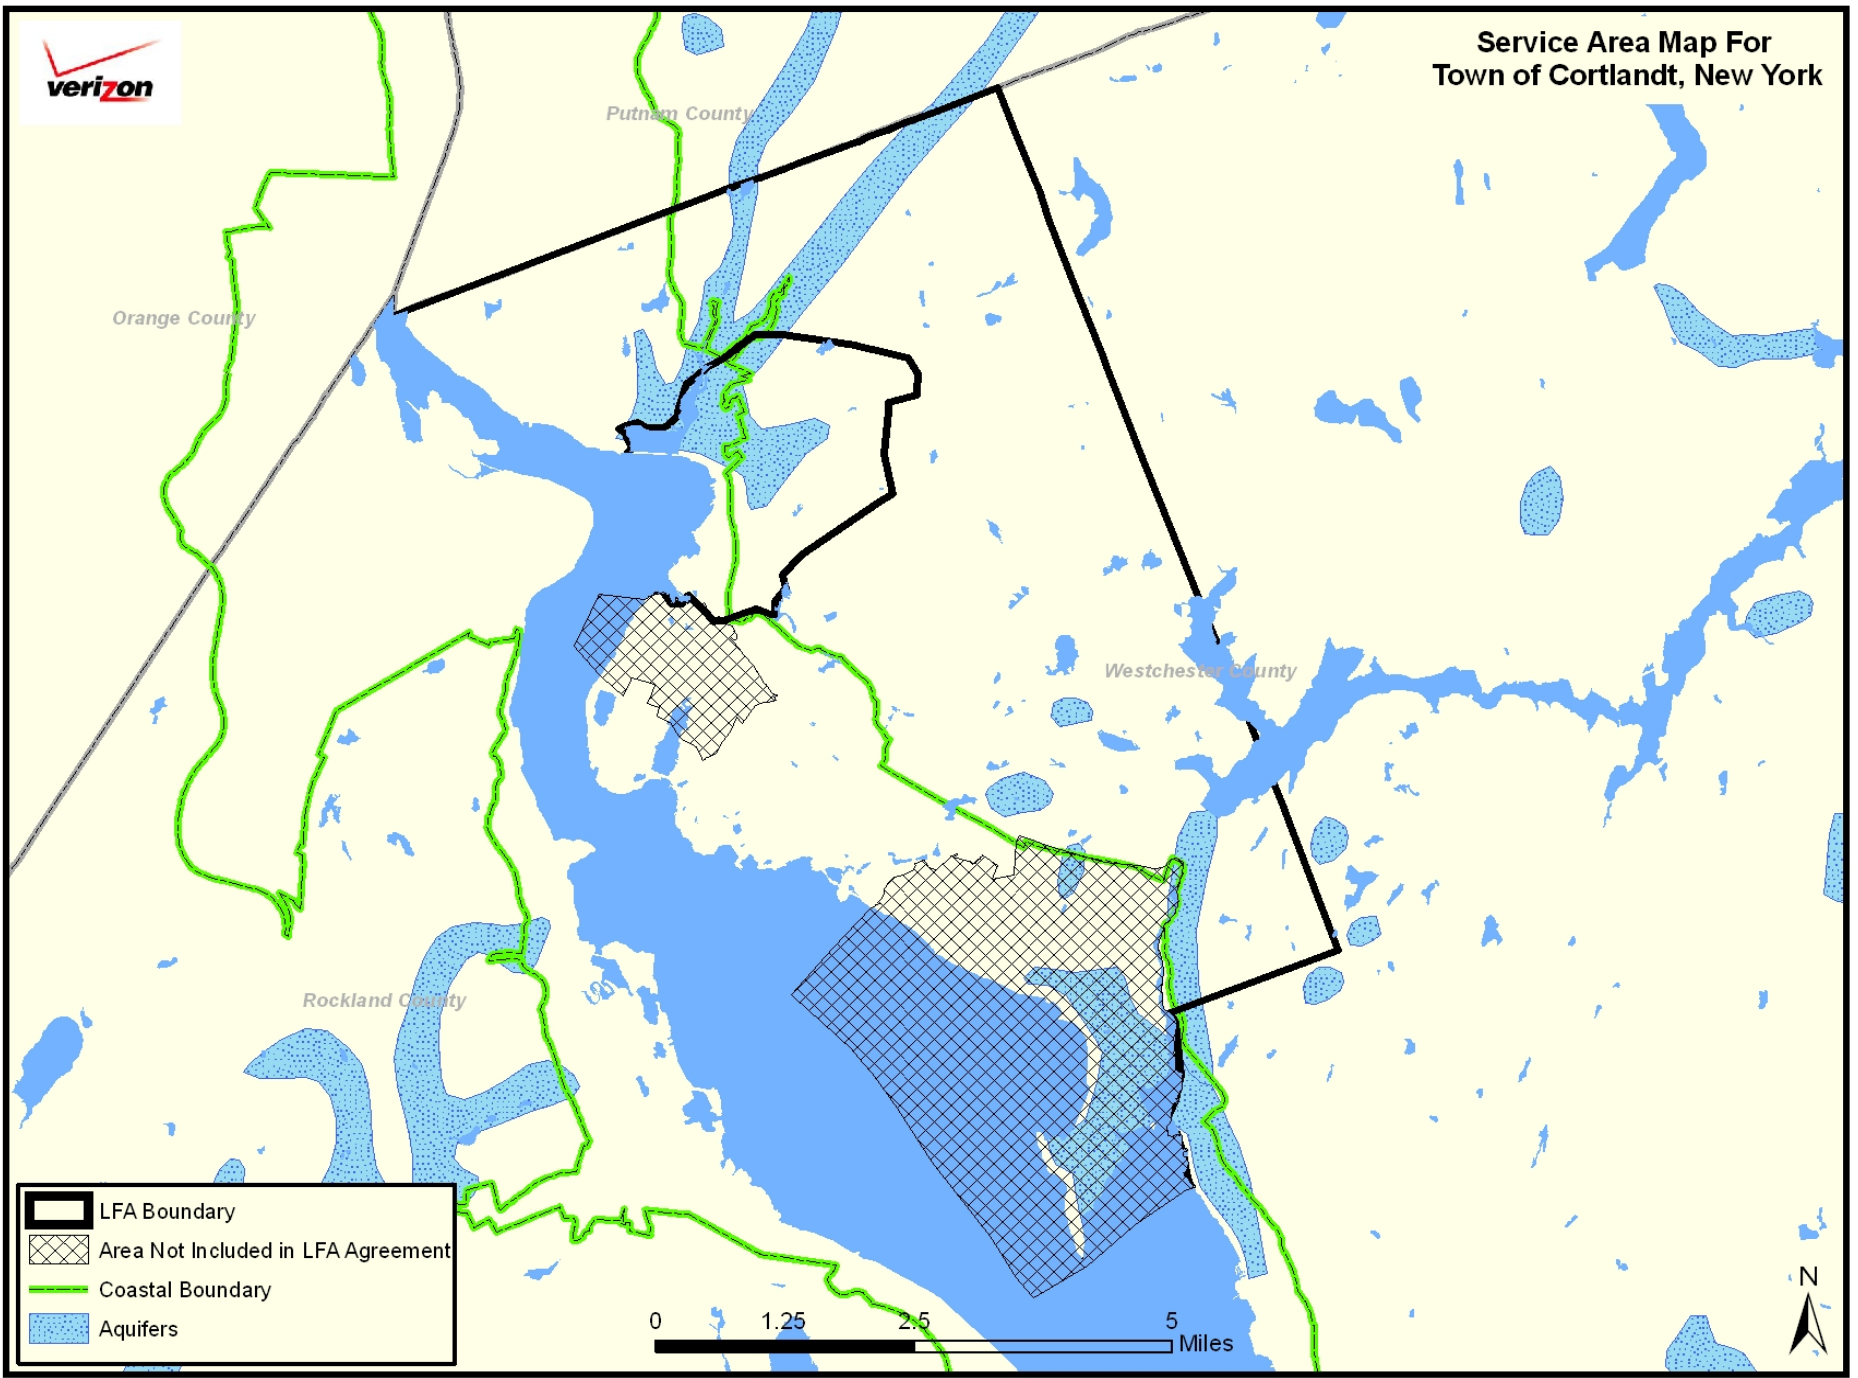 verizon
Service Area Map For
Town of Cortlandt, New York
Putnam County
Orange County
Westchester County
Rockland County
LFA Boundary
Area Not Included in LFA Agreement
Coastal Boundary
Aquifers
0 1.25 2.5 5
Miles
N